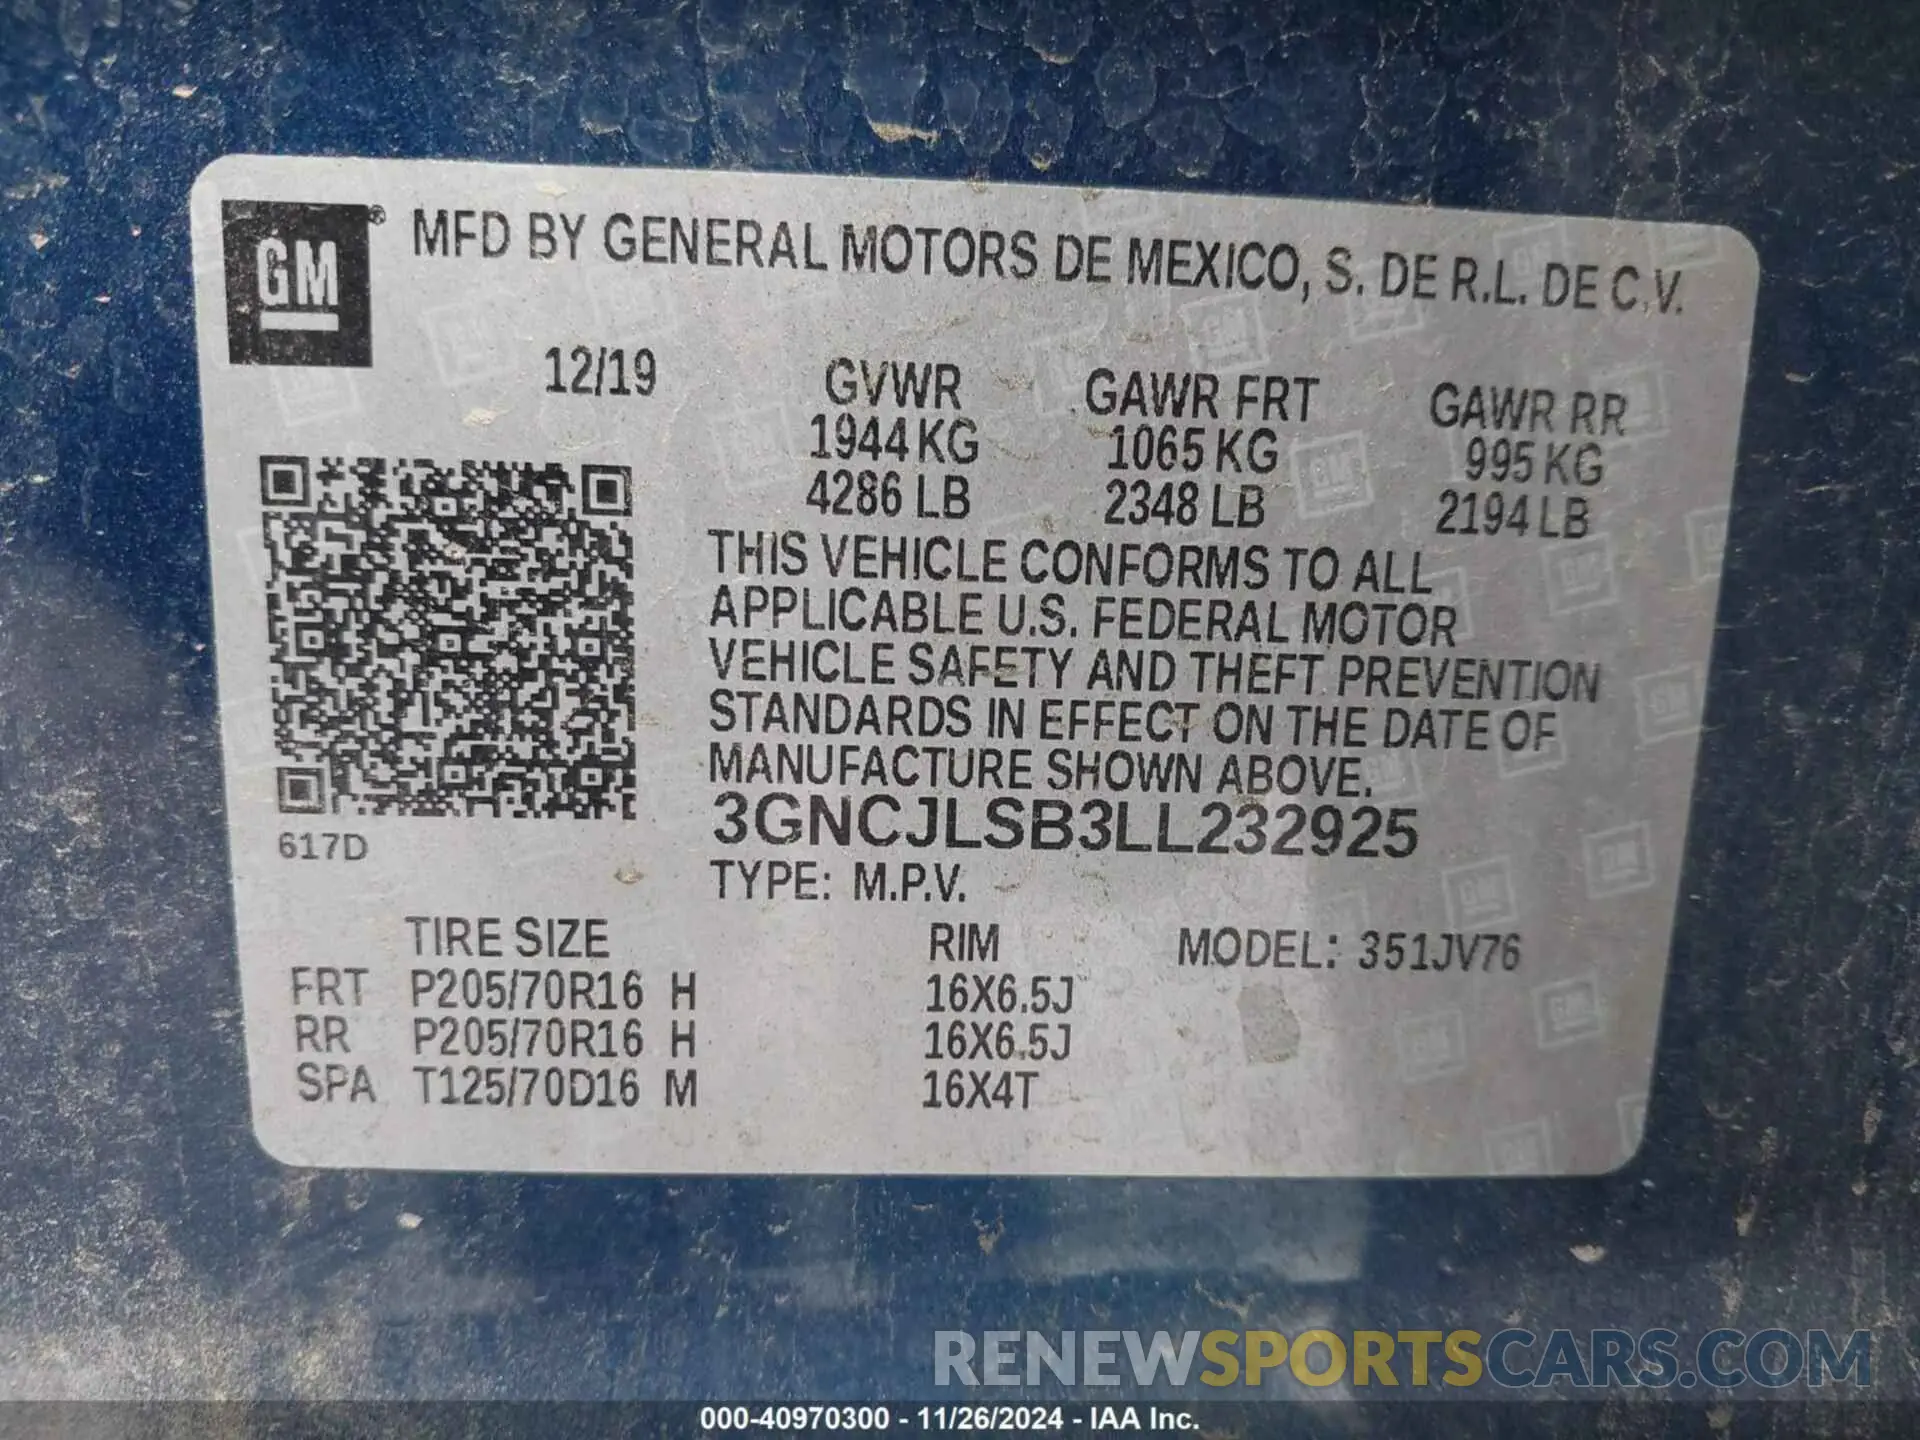 GM®
MFD BY GENERAL MOTORS DE MEXICO, S. DE R.L. DE C.V.
12/19 GVWR GAWR FRT GAWR RR
1944 KG 1065 KG 995 KG
4286 LB 2348 LB 2194 LB
THIS VEHICLE CONFORMS TO ALL
APPLICABLE U.S. FEDERAL MOTOR
VEHICLE SAFETY AND THEFT PREVENTION
STANDARDS IN EFFECT ON THE DATE OF
MANUFACTURE SHOWN ABOVE.
3GNCJLSB3LL232925
617D
TYPE: M.P.V.
TIRE SIZE RIM MODEL: 351JV76
FRT P205/70R16 H 16X6.5J
RR P205/70R16 H 16X6.5J
SPA T125/70D16 M 16X4T
RENEWSPORTSCARS.COM
000-40970300 - 11/26/2024 - IAA Inc.